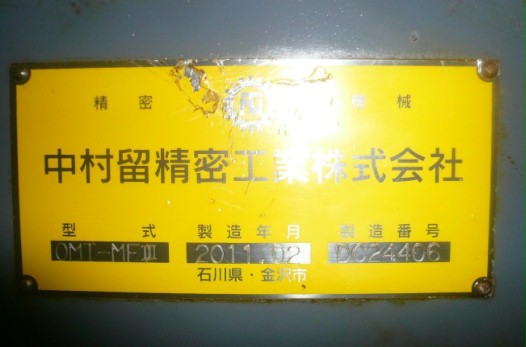 精密 機械
中村留精密工業株式会社
型式 製造年月 製造番号
OMT-MFⅢ 2011.02 DC24406
石川県・金沢市